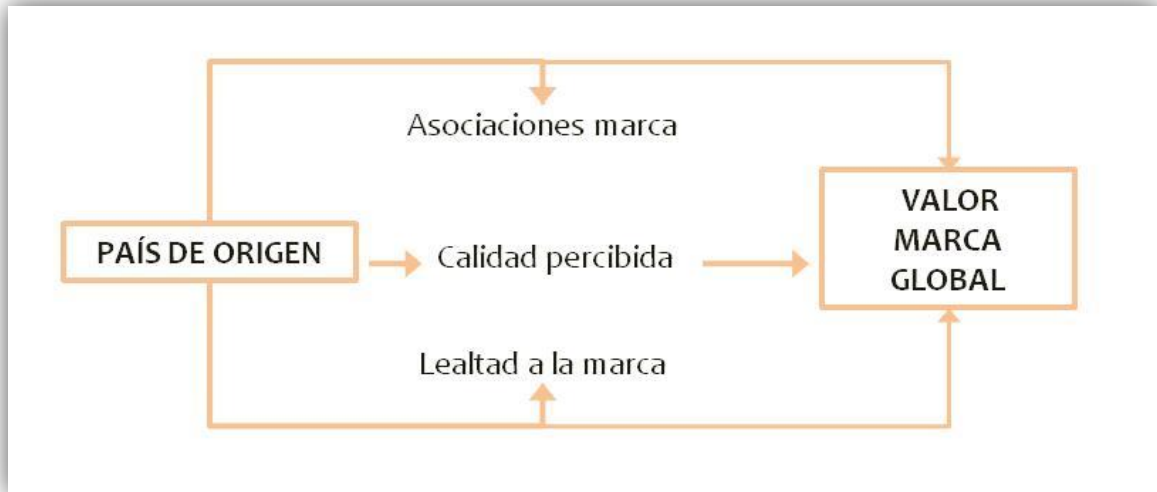 Asociaciones marca
PAÍS DE ORIGEN
Calidad percibida
VALOR
MARCA
GLOBAL
Lealtad a la marca